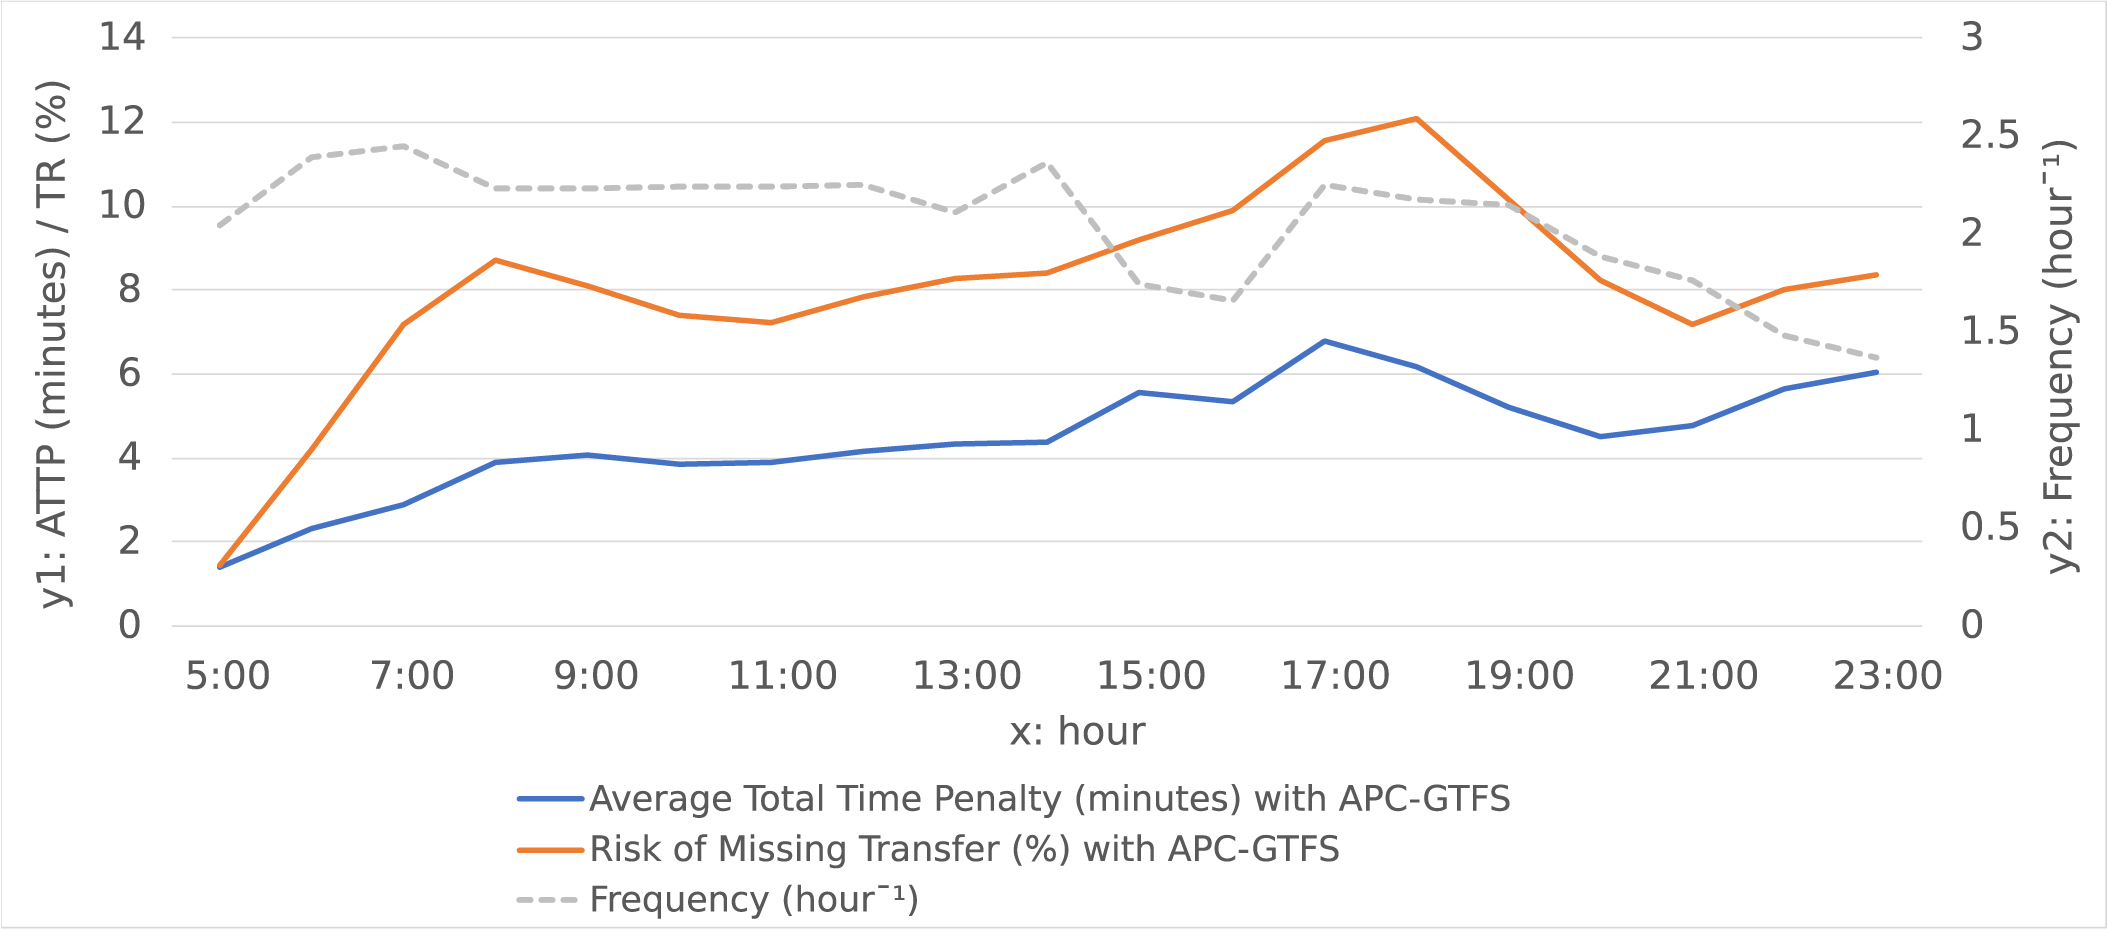 y1: ATTP (minutes) / TR (%)
14
12
10
8
6
4
2
0
3
2.5
2
1.5
1
0.5
0
y2: Frequency (hour¯¹)
5:00 7:00 9:00 11:00 13:00 15:00 17:00 19:00 21:00 23:00
x: hour
Average Total Time Penalty (minutes) with APC-GTFS
Risk of Missing Transfer (%) with APC-GTFS
Frequency (hour¯¹)